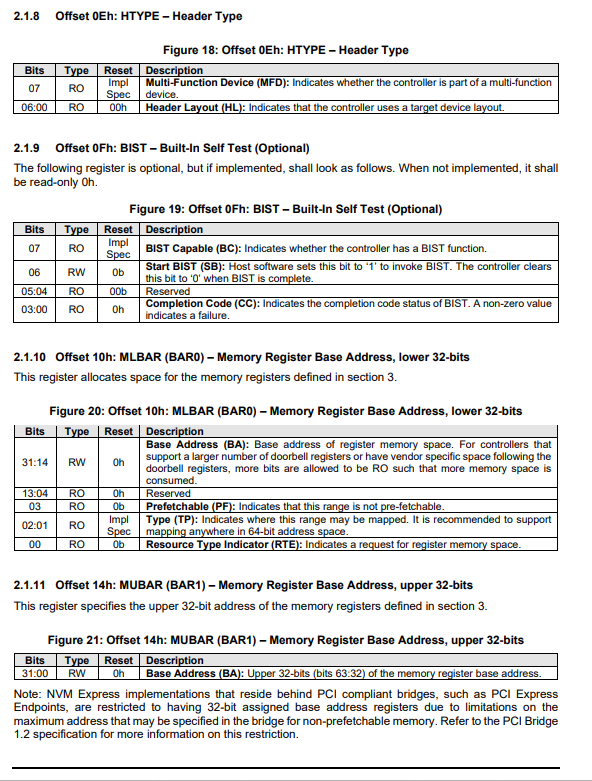 2.1.8 Offset 0Eh: HTYPE – Header Type
Figure 18: Offset 0Eh: HTYPE – Header Type
Bits Type Reset Description
07 RO Impl Spec Multi-Function Device (MFD): Indicates whether the controller is part of a multi-function
device.
06:00 RO 00h Header Layout (HL): Indicates that the controller uses a target device layout.
2.1.9 Offset 0Fh: BIST – Built-In Self Test (Optional)
The following register is optional, but if implemented, shall look as follows. When not implemented, it shall
be read-only 0h.
Figure 19: Offset 0Fh: BIST – Built-In Self Test (Optional)
Bits Type Reset Description
07 RO Impl Spec BIST Capable (BC): Indicates whether the controller has a BIST function.
06 RW 0b Start BIST (SB): Host software sets this bit to ‘1’ to invoke BIST. The controller clears
this bit to ‘0’ when BIST is complete.
05:04 RO 00b Reserved
03:00 RO 0h Completion Code (CC): Indicates the completion code status of BIST. A non-zero value
indicates a failure.
2.1.10 Offset 10h: MLBAR (BAR0) – Memory Register Base Address, lower 32-bits
This register allocates space for the memory registers defined in section 3.
Figure 20: Offset 10h: MLBAR (BAR0) – Memory Register Base Address, lower 32-bits
Bits Type Reset Description
31:14 RW 0h Base Address (BA): Base address of register memory space. For controllers that
support a larger number of doorbell registers or have vendor specific space following the
doorbell registers, more bits are allowed to be RO such that more memory space is
consumed.
13:04 RO 0h Reserved
03 RO 0b Prefetchable (PF): Indicates that this range is not pre-fetchable.
02:01 RO Impl Spec Type (TP): Indicates where this range may be mapped. It is recommended to support
mapping anywhere in 64-bit address space.
00 RO 0b Resource Type Indicator (RTE): Indicates a request for register memory space.
2.1.11 Offset 14h: MUBAR (BAR1) – Memory Register Base Address, upper 32-bits
This register specifies the upper 32-bit address of the memory registers defined in section 3.
Figure 21: Offset 14h: MUBAR (BAR1) – Memory Register Base Address, upper 32-bits
Bits Type Reset Description
31:00 RW 0h Base Address (BA): Upper 32-bits (bits 63:32) of the memory register base address.
Note: NVM Express implementations that reside behind PCI compliant bridges, such as PCI Express
Endpoints, are restricted to having 32-bit assigned base address registers due to limitations on the
maximum address that may be specified in the bridge for non-prefetchable memory. Refer to the PCI Bridge
1.2 specification for more information on this restriction.